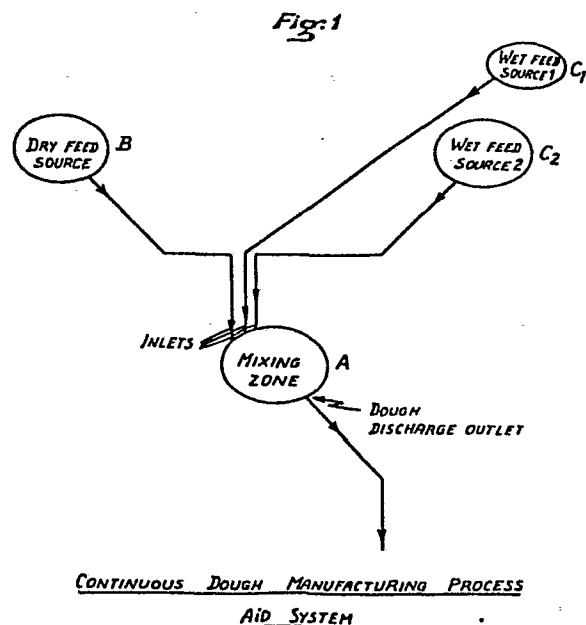 Fig:1
WET FEED
SOURCE 1
C1
DRY FEED
SOURCE
B
WET FEED
SOURCE 2
C2
INLETS
MIXING
ZONE
A
DOUGH
DISCHARGE OUTLET
CONTINUOUS DOUGH MANUFACTURING PROCESS
AiD SYSTEM